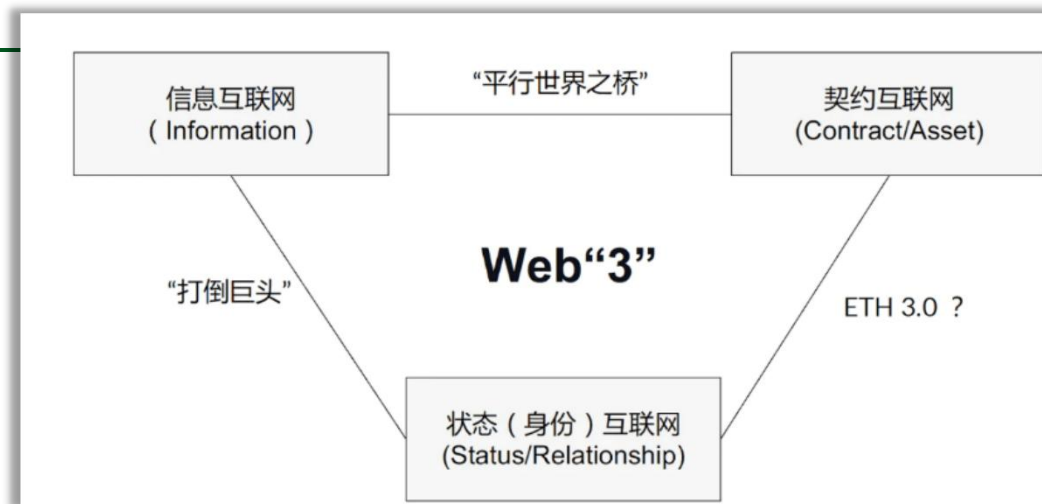 “平行世界之桥”
信息互联网
( Information )
契约互联网
(Contract/Asset)
Web“3”
“打倒巨头”
ETH 3.0 ？
状态（身份）互联网
(Status/Relationship)